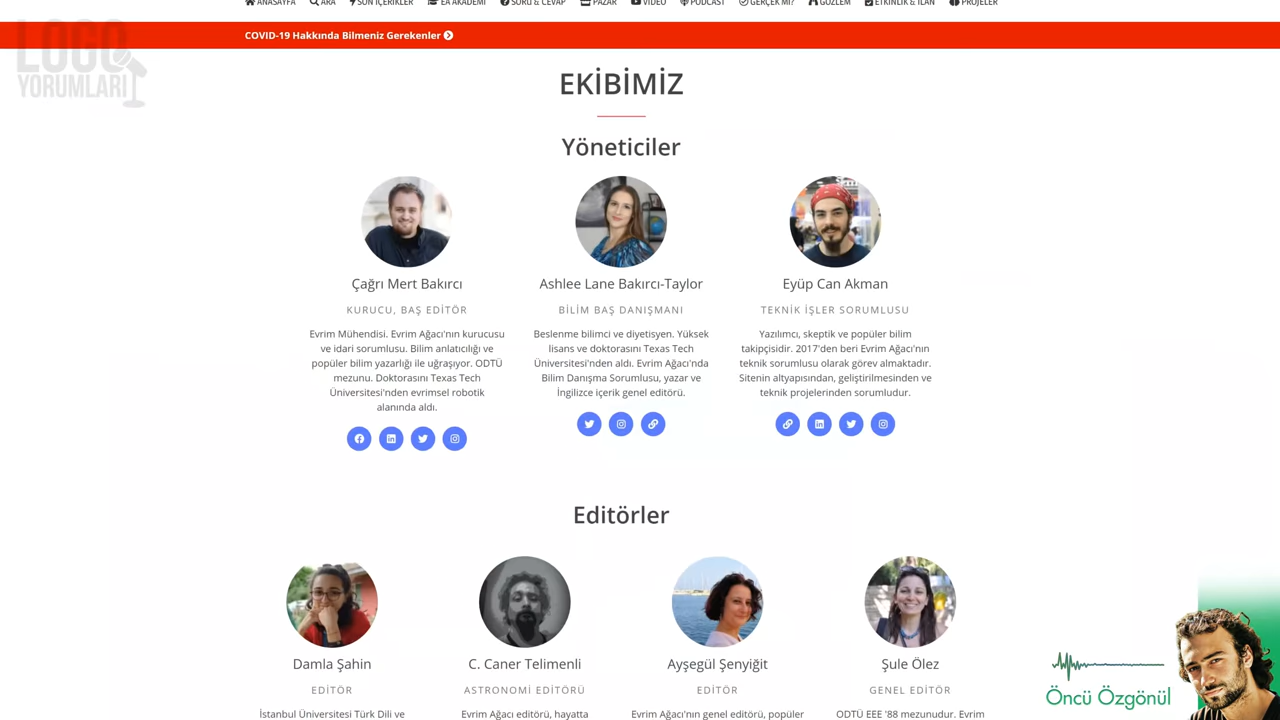 ANASAYFA ARA SON İÇERİKLER EA AKADEMİ SORU & CEVAP PAZAR VİDEO PODCAST GERÇEK Mİ? GÖZLEM ETKİNLİK & İLAN PROJELER
COVID-19 Hakkında Bilmeniz Gerekenler
LOGO
YORUMLARI
EKİBİMİZ
Yöneticiler
Çağrı Mert Bakırcı
KURUCU, BAŞ EDİTÖR
Evrim Mühendisi. Evrim Ağacı'nın kurucusu
ve idari sorumlusu. Bilim anlatıcılığı ve
popüler bilim yazarlığı ile uğraşıyor. ODTÜ
mezunu. Doktorasını Texas Tech
Üniversitesi'nden evrimsel robotik
alanında aldı.
Ashlee Lane Bakırcı-Taylor
BİLİM BAŞ DANIŞMANI
Beslenme bilimci ve diyetisyen. Yüksek
lisans ve doktorasını Texas Tech
Üniversitesi'nden aldı. Evrim Ağacı'nda
Bilim Danışma Sorumlusu, yazar ve
İngilizce içerik genel editörü.
Eyüp Can Akman
TEKNİK İŞLER SORUMLUSU
Yazılımcı, skeptik ve popüler bilim
takipçisidir. 2017'den beri Evrim Ağacı'nın
teknik sorumlusu olarak görev almaktadır.
Sitenin altyapısından, geliştirilmesinden ve
teknik projelerinden sorumludur.
Editörler
Damla Şahin
EDİTÖR
İstanbul Üniversitesi Türk Dili ve
C. Caner Telimenli
ASTRONOMİ EDİTÖRÜ
Evrim Ağacı editörü, hayatta
Ayşegül Şenyiğit
EDİTÖR
Evrim Ağacı'nın genel editörü, popüler
Şule Ölez
GENEL EDİTÖR
ODTÜ EEE '88 mezunudur. Evrim
Öncü Özgönül